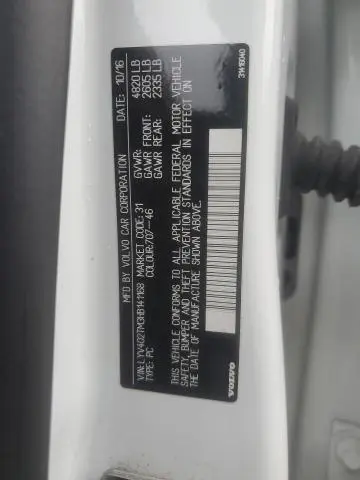 MFD BY VOLVO CAR CORPORATION DATE: 10/16
GVWR: 4820 LB
GAWR FRONT: 2605 LB
GAWR REAR: 2335 LB
MARKET CODE: 31
COLOUR: 707-46
VIN: LYV402TM3HB141168
TYPE: PC
THIS VEHICLE CONFORMS TO ALL APPLICABLE FEDERAL MOTOR VEHICLE
SAFETY, BUMPER AND THEFT PREVENTION STANDARDS IN EFFECT ON
THE DATE OF MANUFACTURE SHOWN ABOVE.
VOLVO
31416040